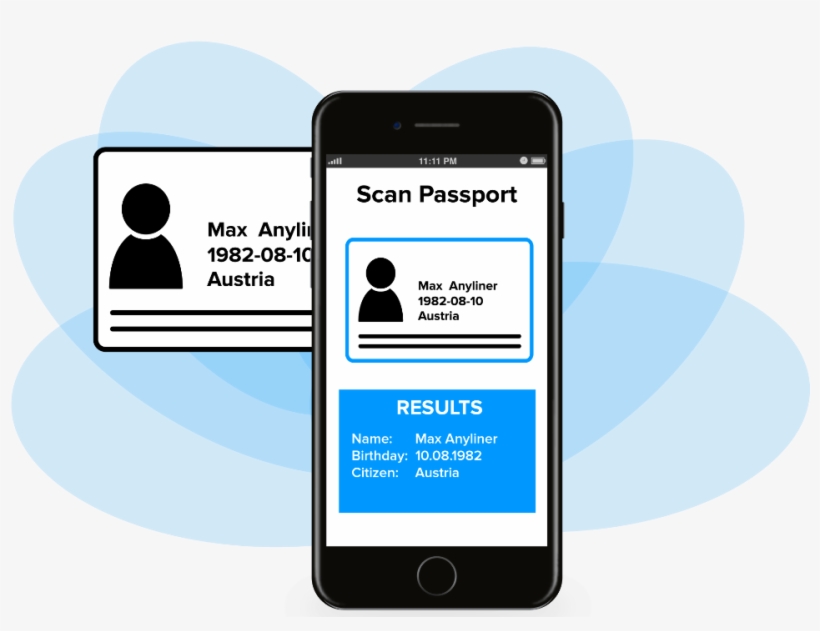 Max Anylin
1982-08-10
Austria
11:11 PM
Scan Passport
Max Anyliner
1982-08-10
Austria
RESULTS
Name: Max Anyliner
Birthday: 10.08.1982
Citizen: Austria